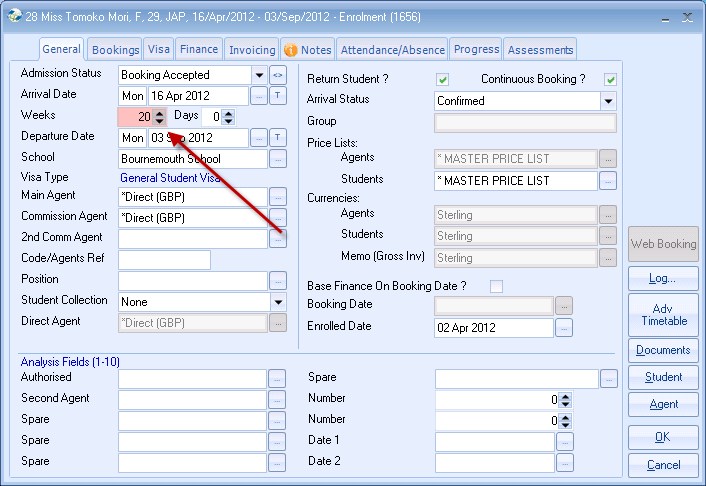 28 Miss Tomoko Mori, F, 29, JAP, 16/Apr/2012 - 03/Sep/2012 - Enrolment (1656)
General Bookings Visa Finance Invoicing Notes Attendance/Absence Progress Assessments
Admission Status Booking Accepted <>
Arrival Date Mon 16 Apr 2012 ... T
Weeks 20 Days 0
Departure Date Mon 03 Sep 2012 ... T
School Bournemouth School ...
Visa Type General Student Visa
Main Agent *Direct (GBP) ...
Commission Agent *Direct (GBP) ...
2nd Comm Agent ...
Code/Agents Ref
Position ...
Student Collection None
Direct Agent *Direct (GBP) ...
Return Student ? Continuous Booking ?
Arrival Status Confirmed
Group
Price Lists:
Agents * MASTER PRICE LIST ...
Students * MASTER PRICE LIST ...
Currencies:
Agents Sterling ...
Students Sterling ...
Memo (Gross Inv) Sterling ...
Base Finance On Booking Date ?
Booking Date ...
Enrolled Date 02 Apr 2012 ...
Analysis Fields (1-10)
Authorised ... Spare ...
Second Agent ... Number 0
Spare ... Number 0
Spare ... Date 1 ...
Spare ... Date 2 ...
Web Booking
Log...
Adv
Timetable
Documents
Student
Agent
OK
Cancel